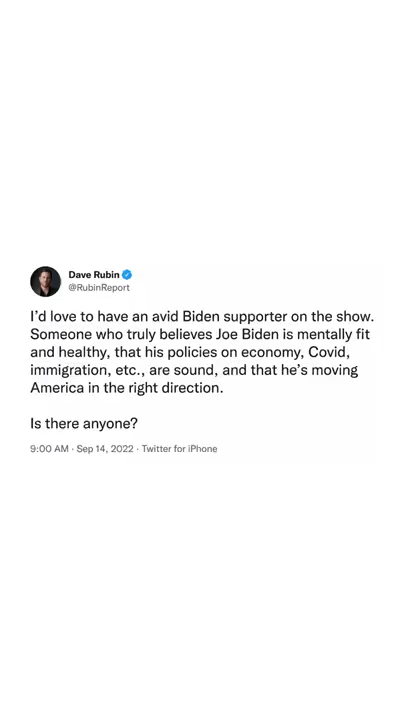 Dave Rubin
@RubinReport
I'd love to have an avid Biden supporter on the show.
Someone who truly believes Joe Biden is mentally fit
and healthy, that his policies on economy, Covid,
immigration, etc., are sound, and that he's moving
America in the right direction.
Is there anyone?
9:00 AM · Sep 14, 2022 · Twitter for iPhone